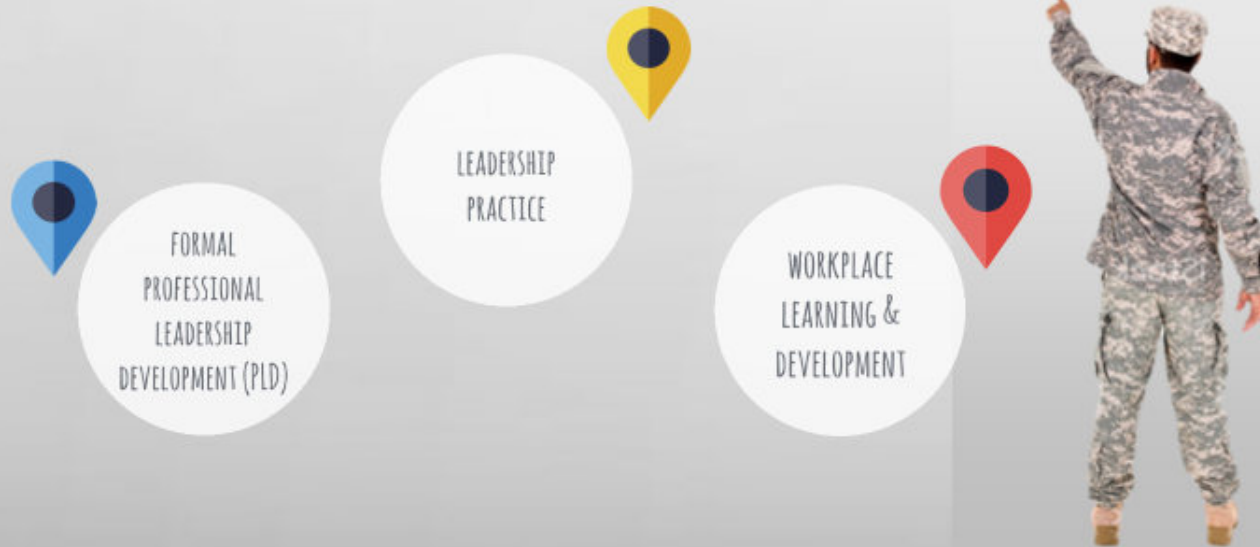 FORMAL
PROFESSIONAL
LEADERSHIP
DEVELOPMENT (PLD)
LEADERSHIP
PRACTICE
WORKPLACE
LEARNING &
DEVELOPMENT